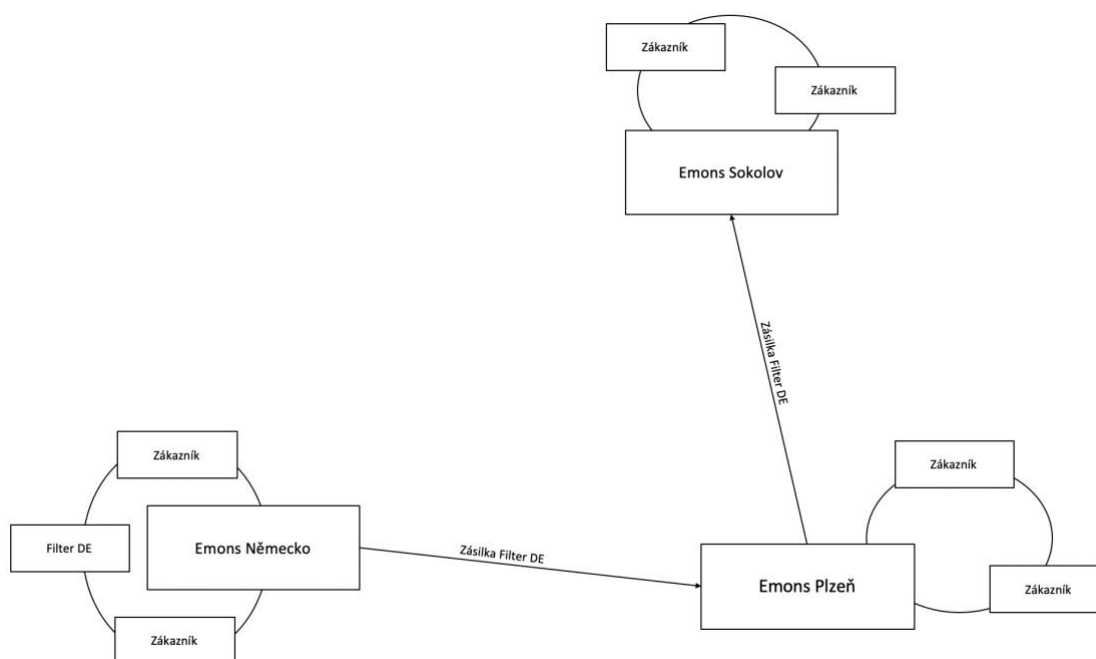 Zákazník
Zákazník
Emons Sokolov
Zásilka Filter DE
Zákazník
Filter DE
Emons Německo
Zákazník
Zásilka Filter DE
Zákazník
Emons Plzeň
Zákazník